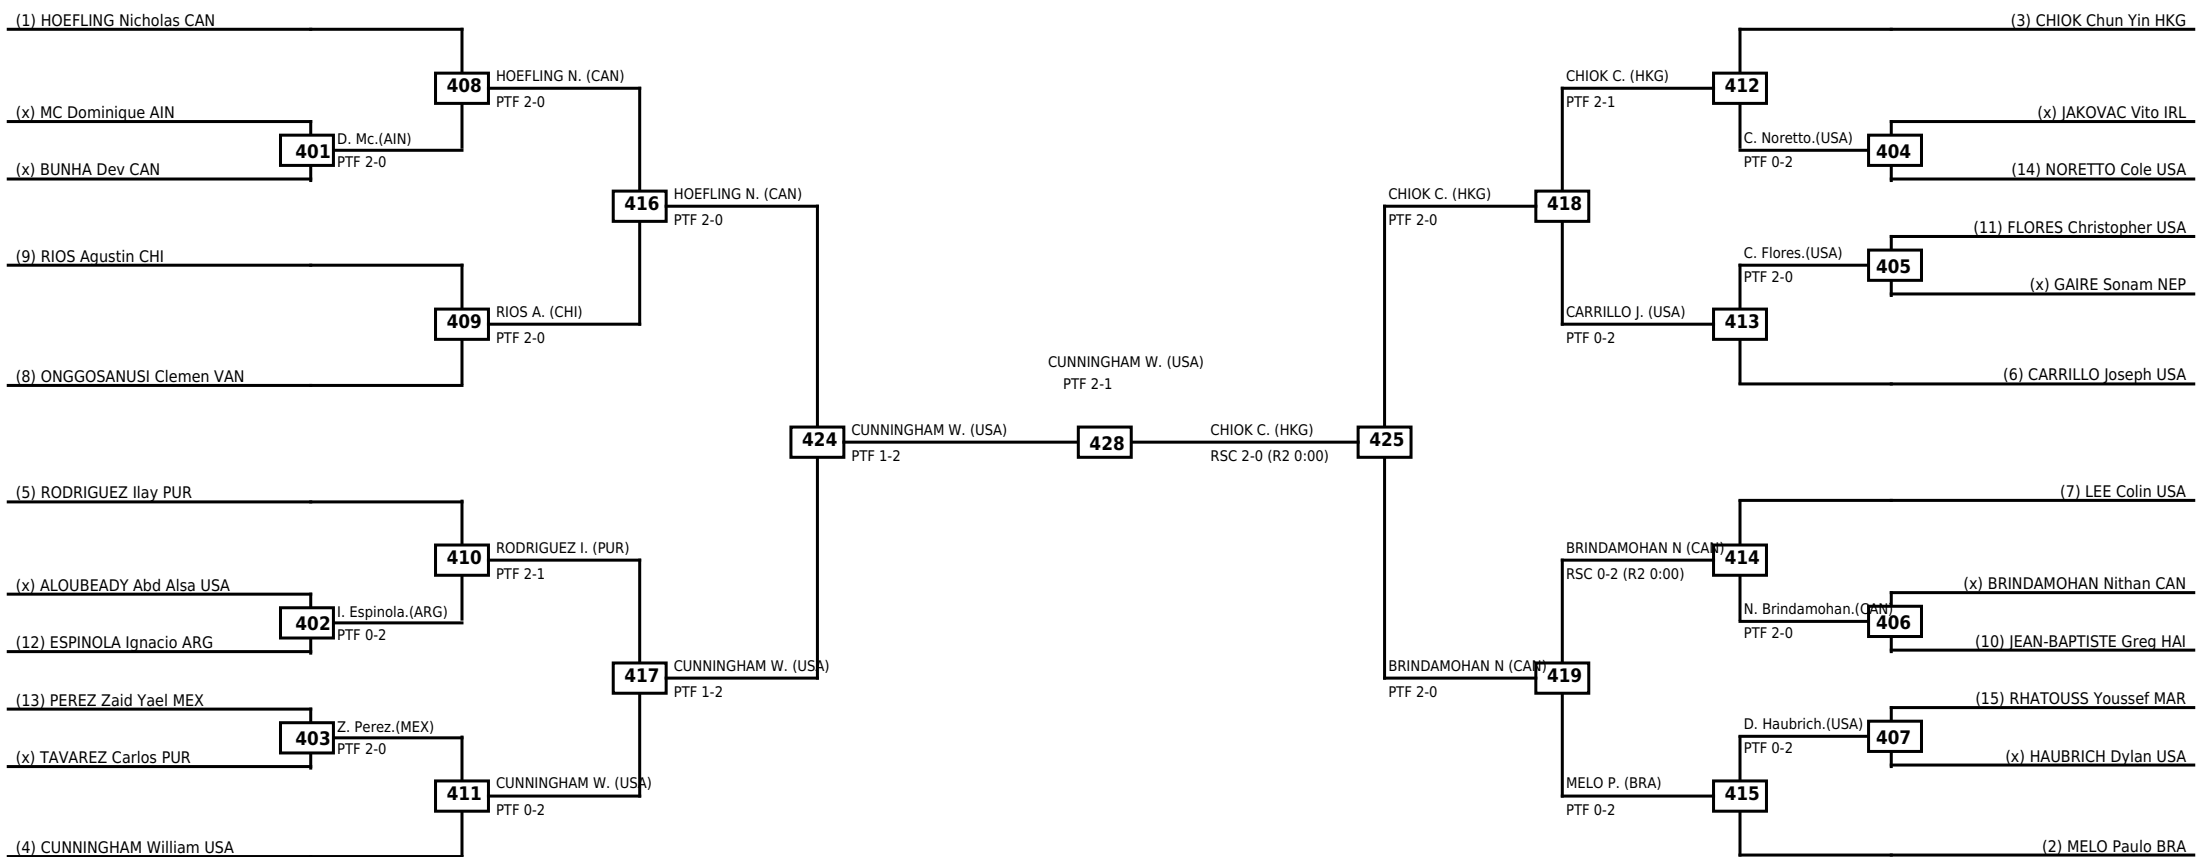 (1) HOEFLING Nicholas CAN
408
HOEFLING N. (CAN)
PTF 2-0
(x) MC Dominique AIN
401
D. Mc.(AIN)
PTF 2-0
(x) BUNHA Dev CAN
416
HOEFLING N. (CAN)
PTF 2-0
(9) RIOS Agustin CHI
409
RIOS A. (CHI)
PTF 2-0
(8) ONGGOSANUSI Clemen VAN
424
CUNNINGHAM W. (USA)
PTF 1-2
(5) RODRIGUEZ Ilay PUR
410
RODRIGUEZ I. (PUR)
PTF 2-1
(x) ALOUBEADY Abd Alsa USA
402
I. Espinola.(ARG)
PTF 0-2
(12) ESPINOLA Ignacio ARG
417
CUNNINGHAM W. (USA)
PTF 1-2
(13) PEREZ Zaid Yael MEX
403
Z. Perez.(MEX)
PTF 2-0
(x) TAVAREZ Carlos PUR
411
CUNNINGHAM W. (USA)
PTF 0-2
(4) CUNNINGHAM William USA
CUNNINGHAM W. (USA)
PTF 2-1
428
CHIOK C. (HKG)
RSC 2-0 (R2 0:00)
425
(3) CHIOK Chun Yin HKG
CHIOK C. (HKG)
PTF 2-1
412
(x) JAKOVAC Vito IRL
C. Noretto.(USA)
PTF 0-2
404
(14) NORETTO Cole USA
CHIOK C. (HKG)
PTF 2-0
418
(11) FLORES Christopher USA
C. Flores.(USA)
PTF 2-0
405
(x) GAIRE Sonam NEP
CARRILLO J. (USA)
PTF 0-2
413
(6) CARRILLO Joseph USA
(7) LEE Colin USA
BRINDAMOHAN N (CAN)
RSC 0-2 (R2 0:00)
414
(x) BRINDAMOHAN Nithan CAN
N. Brindamohan.(CAN)
PTF 2-0
406
(10) JEAN-BAPTISTE Greg HAI
BRINDAMOHAN N (CAN)
PTF 2-0
419
(15) RHATOUSS Youssef MAR
D. Haubrich.(USA)
PTF 0-2
407
(x) HAUBRICH Dylan USA
MELO P. (BRA)
PTF 0-2
415
(2) MELO Paulo BRA